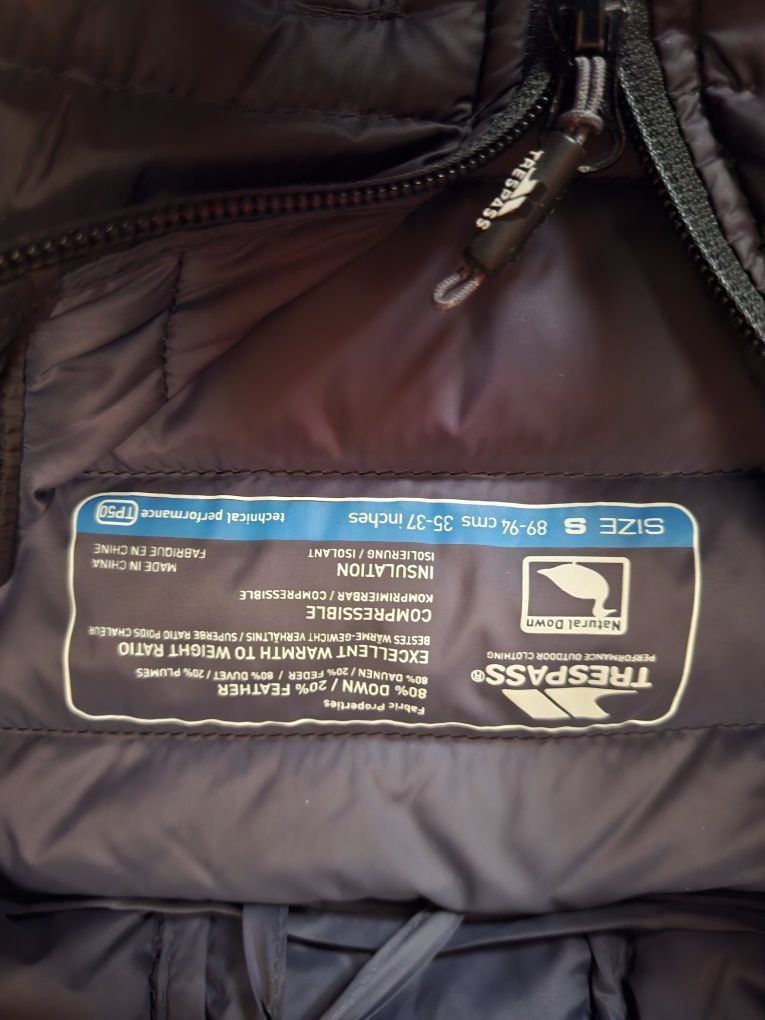 TRESPASS
TRESPASS®
PERFORMANCE OUTDOOR CLOTHING
Natural Down
Fabric Properties
80% DOWN / 20% FEATHER
80% DAUNEN / 20% FEDER / 80% DUVET / 20% PLUMES
EXCELLENT WARMTH TO WEIGHT RATIO
BESTES WÄRME-GEWICHT VERHÄLTNIS / SUPERBE RATIO POIDS CHALEUR
COMPRESSIBLE
KOMPRIMIERBAR / COMPRESSIBLE
INSULATION
ISOLIERUNG / ISOLANT
MADE IN CHINA
FABRIQUE EN CHINE
SIZE S 89-94 cms 35-37 inches technical performance TP50